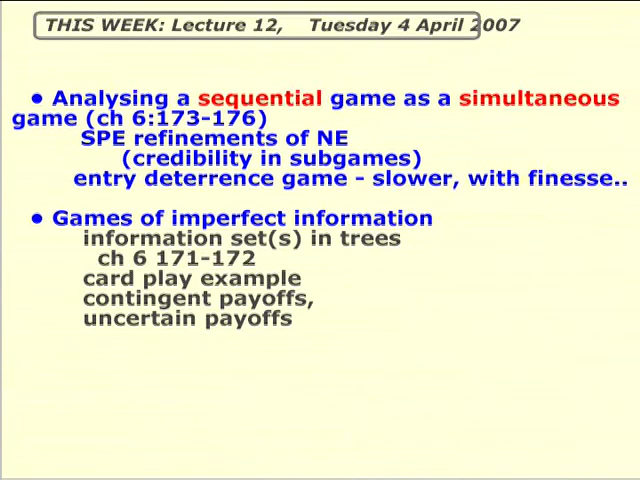 THIS WEEK: Lecture 12, Tuesday 4 April 2007
• Analysing a sequential game as a simultaneous
game (ch 6:173-176)
SPE refinements of NE
(credibility in subgames)
entry deterrence game - slower, with finesse..
• Games of imperfect information
information set(s) in trees
ch 6 171-172
card play example
contingent payoffs,
uncertain payoffs